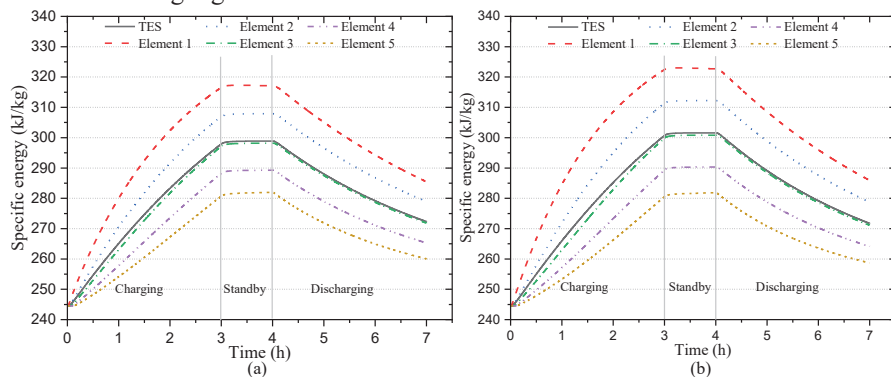 340
330
320
310
300
290
280
270
260
250
240
Specific energy (kJ/kg)
TES
Element 1
Element 2
Element 3
Element 4
Element 5
Charging
Standby
Discharging
0 1 2 3 4 5 6 7
Time (h)
(a)
340
330
320
310
300
290
280
270
260
250
240
Specific energy (kJ/kg)
TES
Element 1
Element 2
Element 3
Element 4
Element 5
Charging
Standby
Discharging
0 1 2 3 4 5 6 7
Time (h)
(b)